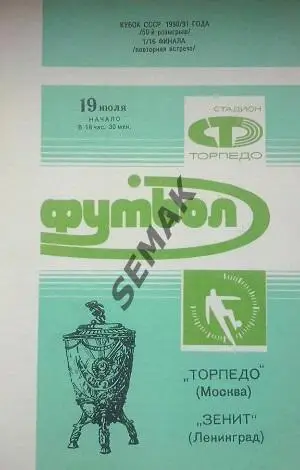 КУБОК СССР 1990/91 ГОДА
/50-й розыгрыш/
1/16 ФИНАЛА
/повторная встреча/
19 июля
НАЧАЛО
В 18 час. 30 мин.
СТАДИОН
ТОРПЕДО
футбол
SEMAK
„ТОРПЕДО"
(Москва)
„ЗЕНИТ"
(Ленинград)